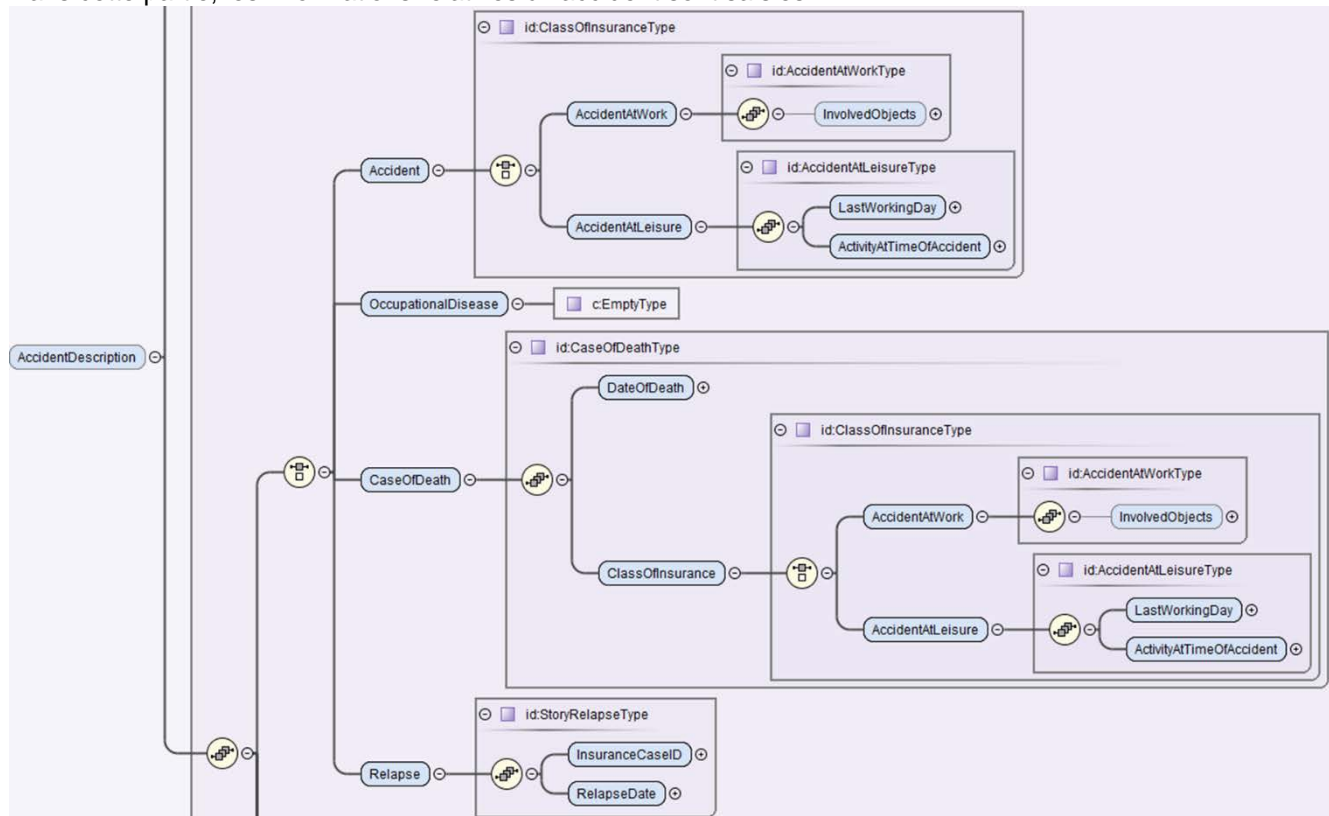 id:ClassOfInsuranceType
id:AccidentAtWorkType
AccidentAtWork
InvolvedObjects
Accident
id:AccidentAtLeisureType
LastWorkingDay
AccidentAtLeisure
ActivityAtTimeOfAccident
OccupationalDisease
c:EmptyType
AccidentDescription
id:CaseOfDeathType
DateOfDeath
id:ClassOfInsuranceType
id:AccidentAtWorkType
CaseOfDeath
AccidentAtWork
InvolvedObjects
ClassOfInsurance
id:AccidentAtLeisureType
LastWorkingDay
AccidentAtLeisure
ActivityAtTimeOfAccident
id:StoryRelapseType
InsuranceCaseID
Relapse
RelapseDate